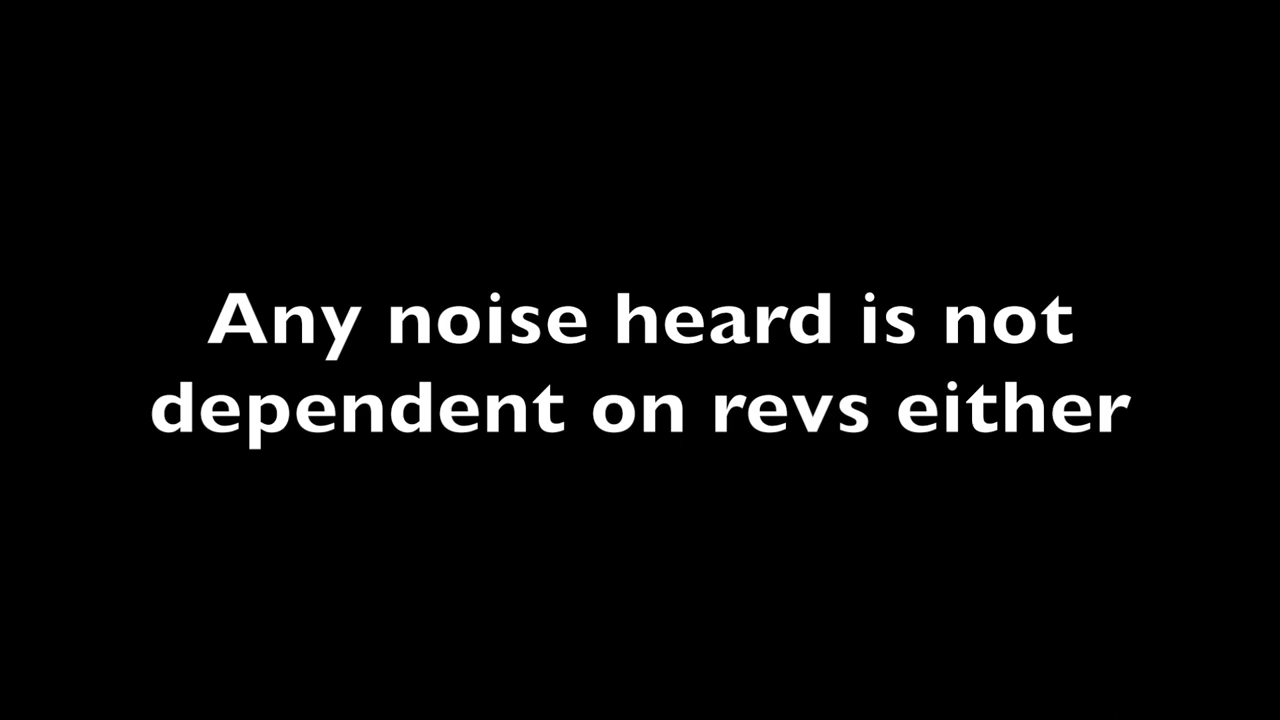 Any noise heard is not
dependent on revs either